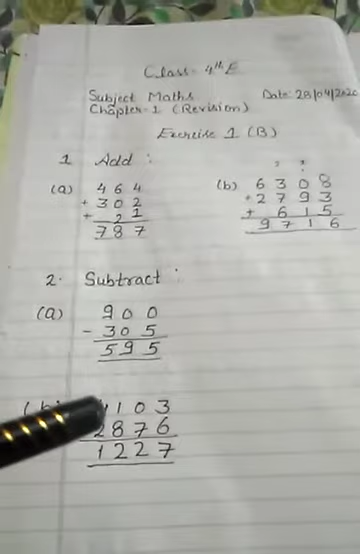 Class- 4th E
Subject Maths Date: 28/04/2020
Chapter-1 (Revision)
Exercise 1 (B)
1 Add :
(a) 4 6 4
+ 3 0 2
+ 2 1
7 8 7
(b) 6 3 0 8
+ 2 7 9 3
+ 6 1 5
9 7 1 6
2. Subtract :
(a) 9 0 0
- 3 0 5
5 9 5
1 0 3
2 8 7 6
1 2 2 7